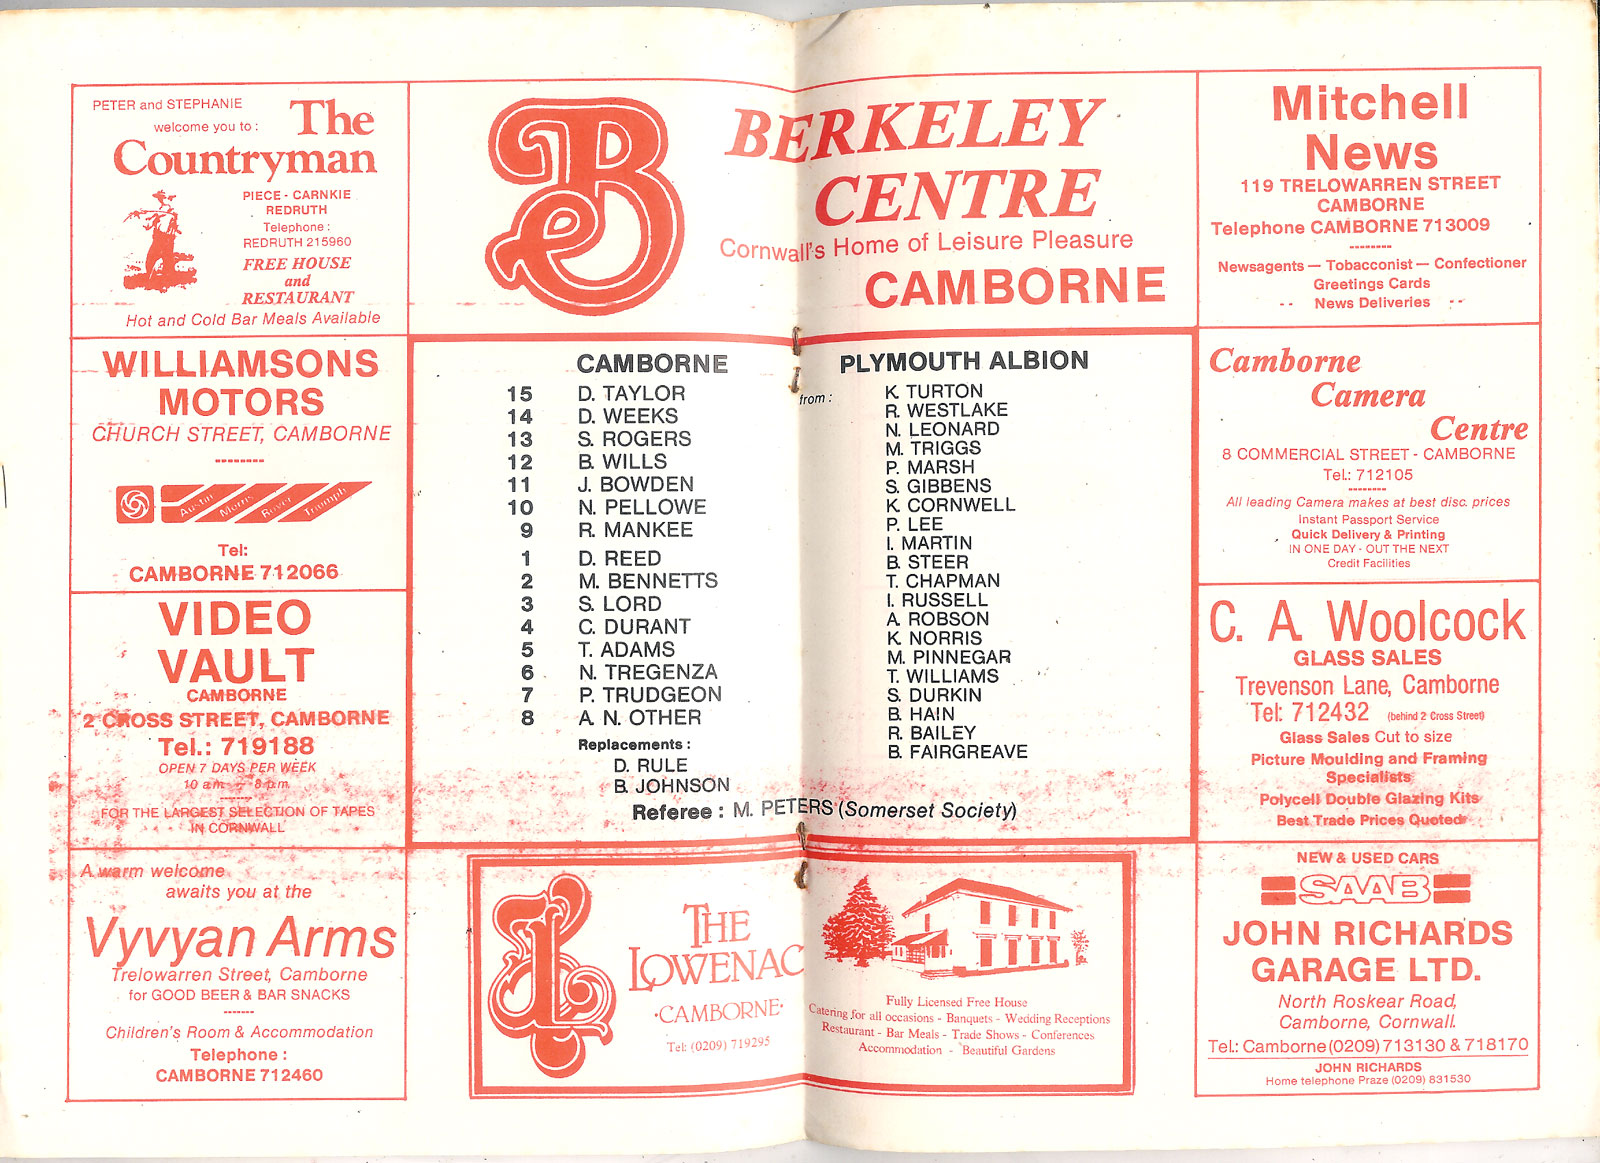 PETER and STEPHANIE
welcome you to :
The
Countryman
PIECE - CARNKIE
REDRUTH
Telephone :
REDRUTH 215960
FREE HOUSE
and
RESTAURANT
Hot and Cold Bar Meals Available
WILLIAMSONS
MOTORS
CHURCH STREET, CAMBORNE
Austin Morris Rover Triumph
Tel:
CAMBORNE 712066
VIDEO
VAULT
CAMBORNE
2 CROSS STREET, CAMBORNE
Tel.: 719188
OPEN 7 DAYS PER WEEK
10 a.m. - 8 p.m.
FOR THE LARGEST SELECTION OF TAPES
IN CORNWALL
A warm welcome
awaits you at the
Vyvyan Arms
Trelowarren Street, Camborne
for GOOD BEER & BAR SNACKS
Children's Room & Accommodation
Telephone :
CAMBORNE 712460
Be
BERKELEY
CENTRE
Cornwall's Home of Leisure Pleasure
CAMBORNE
CAMBORNE
15 D. TAYLOR
14 D. WEEKS
13 S. ROGERS
12 B. WILLS
11 J. BOWDEN
10 N. PELLOWE
9 R. MANKEE
1 D. REED
2 M. BENNETTS
3 S. LORD
4 C. DURANT
5 T. ADAMS
6 N. TREGENZA
7 P. TRUDGEON
8 A. N. OTHER
Replacements :
D. RULE
B. JOHNSON
PLYMOUTH ALBION
from :
K. TURTON
R. WESTLAKE
N. LEONARD
M. TRIGGS
P. MARSH
S. GIBBENS
K. CORNWELL
P. LEE
I. MARTIN
B. STEER
T. CHAPMAN
I. RUSSELL
A. ROBSON
K. NORRIS
M. PINNEGAR
T. WILLIAMS
S. DURKIN
B. HAIN
R. BAILEY
B. FAIRGREAVE
Referee : M. PETERS (Somerset Society)
L
THE
LOWENAC
·CAMBORNE·
Tel: (0209) 719295
Fully Licensed Free House
Catering for all occasions - Banquets - Wedding Receptions
Restaurant - Bar Meals - Trade Shows - Conferences
Accommodation - Beautiful Gardens
Mitchell
News
119 TRELOWARREN STREET
CAMBORNE
Telephone CAMBORNE 713009
Newsagents — Tobacconist — Confectioner
Greetings Cards
- - News Deliveries - -
Camborne
Camera
Centre
8 COMMERCIAL STREET - CAMBORNE
Tel.: 712105
All leading Camera makes at best disc. prices
Instant Passport Service
Quick Delivery & Printing
IN ONE DAY - OUT THE NEXT
Credit Facilities
C. A. Woolcock
GLASS SALES
Trevenson Lane, Camborne
Tel: 712432 (behind 2 Cross Street)
Glass Sales Cut to size
Picture Moulding and Framing
Specialists
Polycell Double Glazing Kits
Best Trade Prices Quoted
NEW & USED CARS
SAAB
JOHN RICHARDS
GARAGE LTD.
North Roskear Road,
Camborne, Cornwall.
Tel.: Camborne (0209) 713130 & 718170
JOHN RICHARDS
Home telephone Praze (0209) 831530